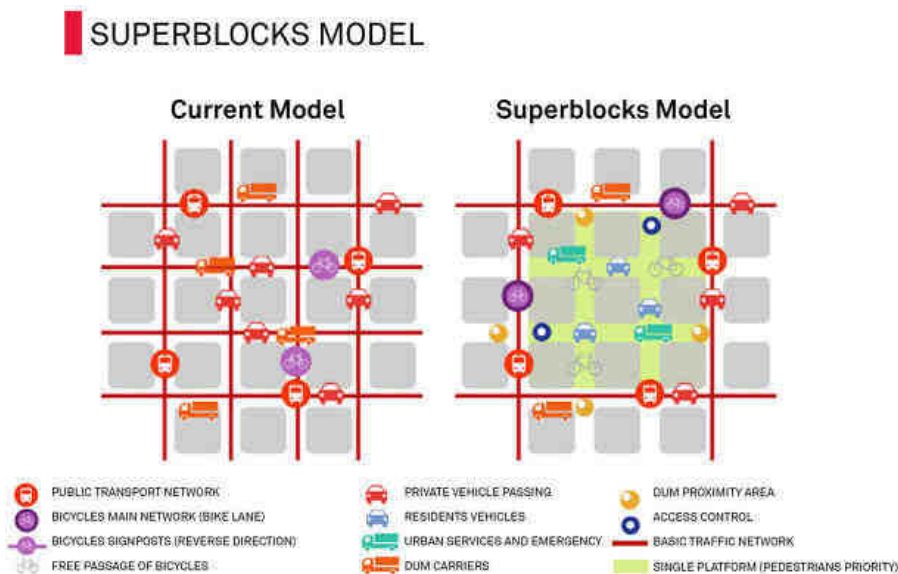 SUPERBLOCKS MODEL
Current Model
Superblocks Model
PUBLIC TRANSPORT NETWORK
BICYCLES MAIN NETWORK (BIKE LANE)
BICYCLES SIGNPOSTS (REVERSE DIRECTION)
FREE PASSAGE OF BICYCLES
PRIVATE VEHICLE PASSING
RESIDENTS VEHICLES
URBAN SERVICES AND EMERGENCY
DUM CARRIERS
DUM PROXIMITY AREA
ACCESS CONTROL
BASIC TRAFFIC NETWORK
SINGLE PLATFORM (PEDESTRIANS PRIORITY)